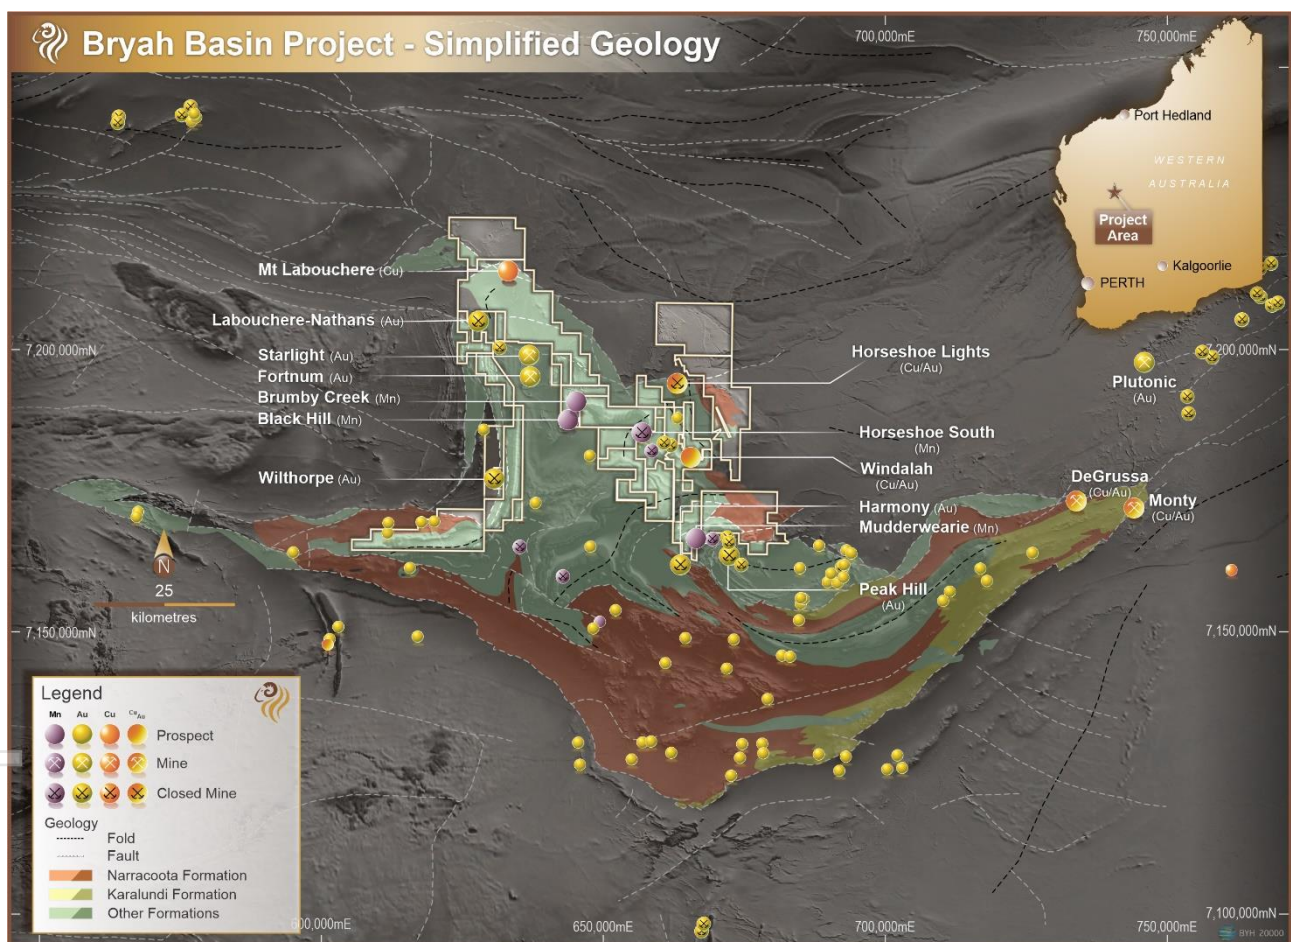 Bryah Basin Project - Simplified Geology
700,000mE
750,000mE
Port Hedland
WESTERN
AUSTRALIA
Project
Area
Kalgoorlie
PERTH
Mt Labouchere (Cu)
Labouchere-Nathans (Au)
7,200,000mN
Starlight (Au)
Fortnum (Au)
Brumby Creek (Mn)
Black Hill (Mn)
Wilthorpe (Au)
Horseshoe Lights
(Cu/Au)
7,200,000mN
Plutonic
(Au)
Horseshoe South
(Mn)
Windalah
(Cu/Au)
Harmony (Au)
Mudderwearie (Mn)
DeGrussa
(Cu/Au)
Monty
(Cu/Au)
Peak Hill
(Au)
N
25
kilometres
7,150,000mN
7,150,000mN
Legend
Mn Au Cu Cu Au
Prospect
Mine
Closed Mine
Geology
Fold
Fault
Narracoota Formation
Karalundi Formation
Other Formations
600,000mE
650,000mE
700,000mE
750,000mE
7,100,000mN
BYH 20000